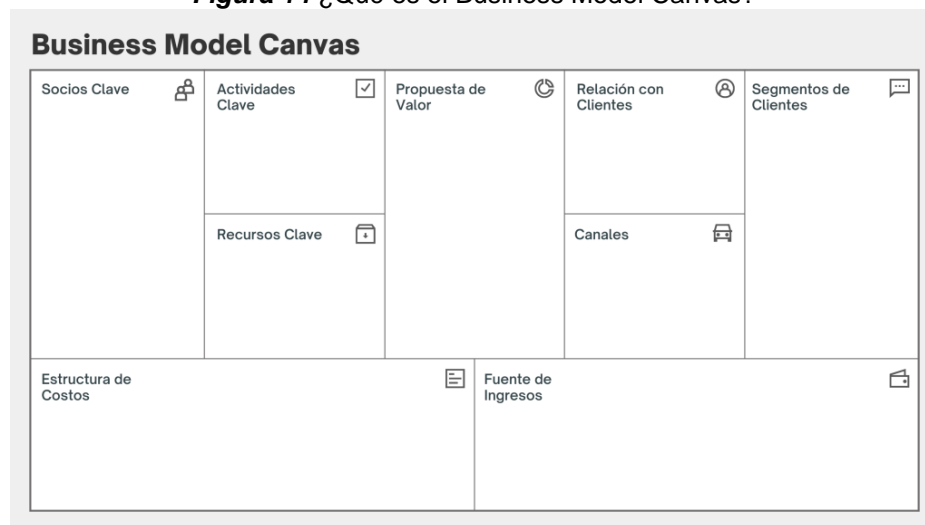 Business Model Canvas
Socios Clave
Actividades
Clave
Propuesta de
Valor
Relación con
Clientes
Segmentos de
Clientes
Recursos Clave
Canales
Estructura de
Costos
Fuente de
Ingresos